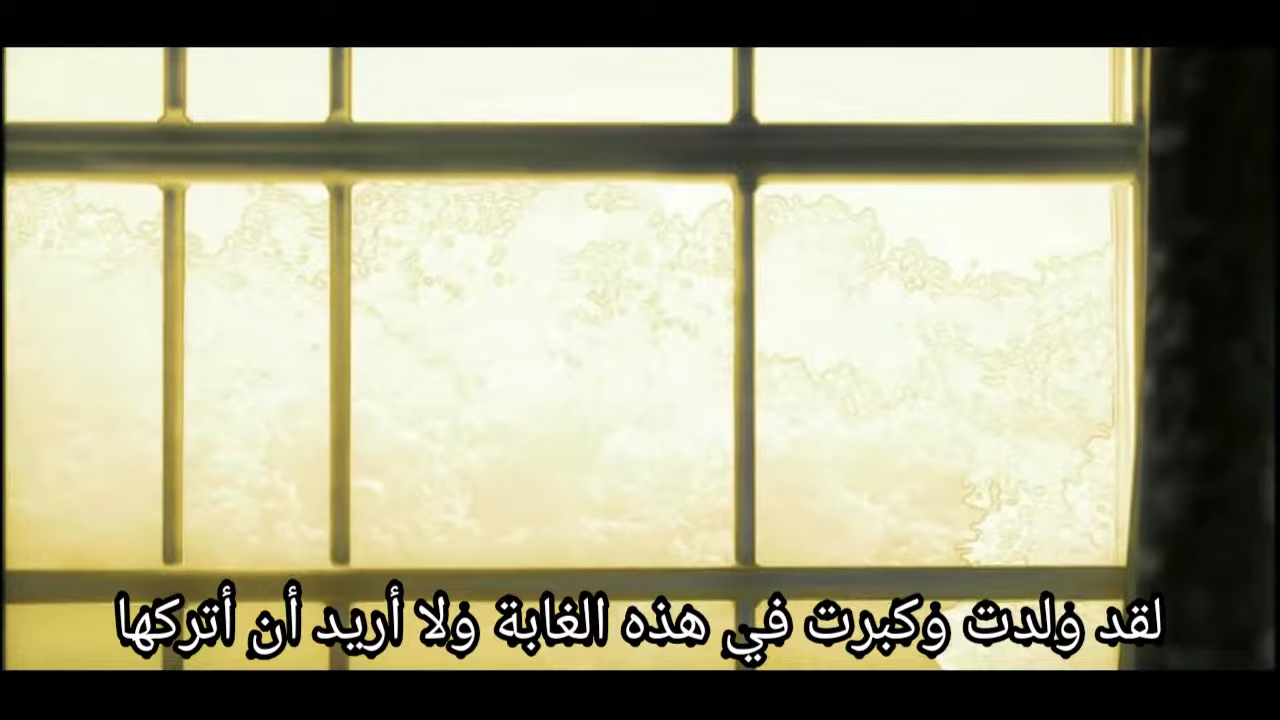 لقد ولدت وكبرت في هذه الغابة ولا أريد أن أتركها